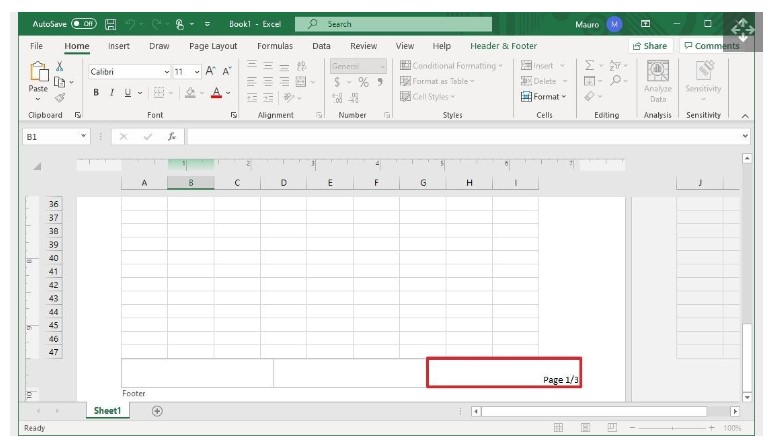 AutoSave Off Book1 - Excel Search Mauro M
File Home Insert Draw Page Layout Formulas Data Review View Help Header & Footer Share Comments
Paste
Calibri 11 A^ A˅
B I U A
General
$ % 9
Conditional Formatting
Format as Table
Cell Styles
Insert
Delete
Format
Analyze
Data
Sensitivity
Clipboard Font Alignment Number Styles Cells Editing Analysis Sensitivity
B1 fx
1 2 3 4 5 6 7
A B C D E F G H I J
36
37
38
39
40
41
42
43
44
45
46
47
Page 1/3
Footer
Sheet1
Ready 100%